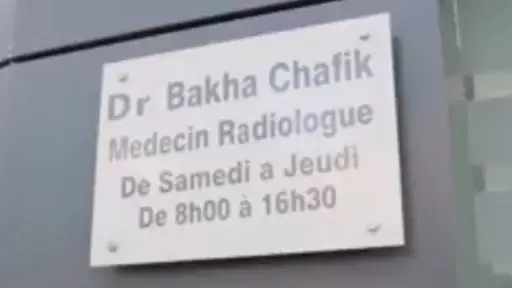 Dr Bakha Chafik
Medecin Radiologue
De Samedi a Jeudi
De 8h00 à 16h30